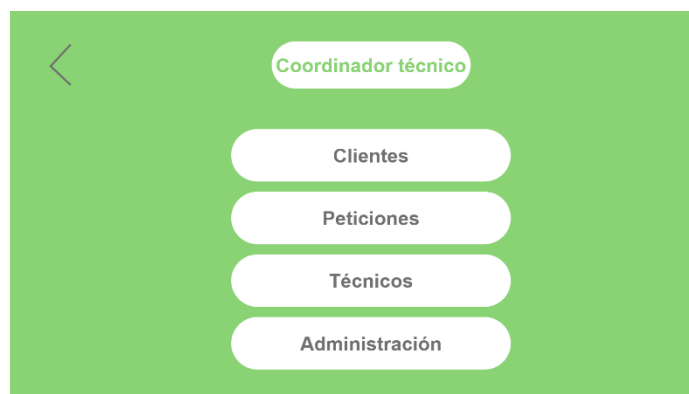 Coordinador técnico
Clientes
Peticiones
Técnicos
Administración